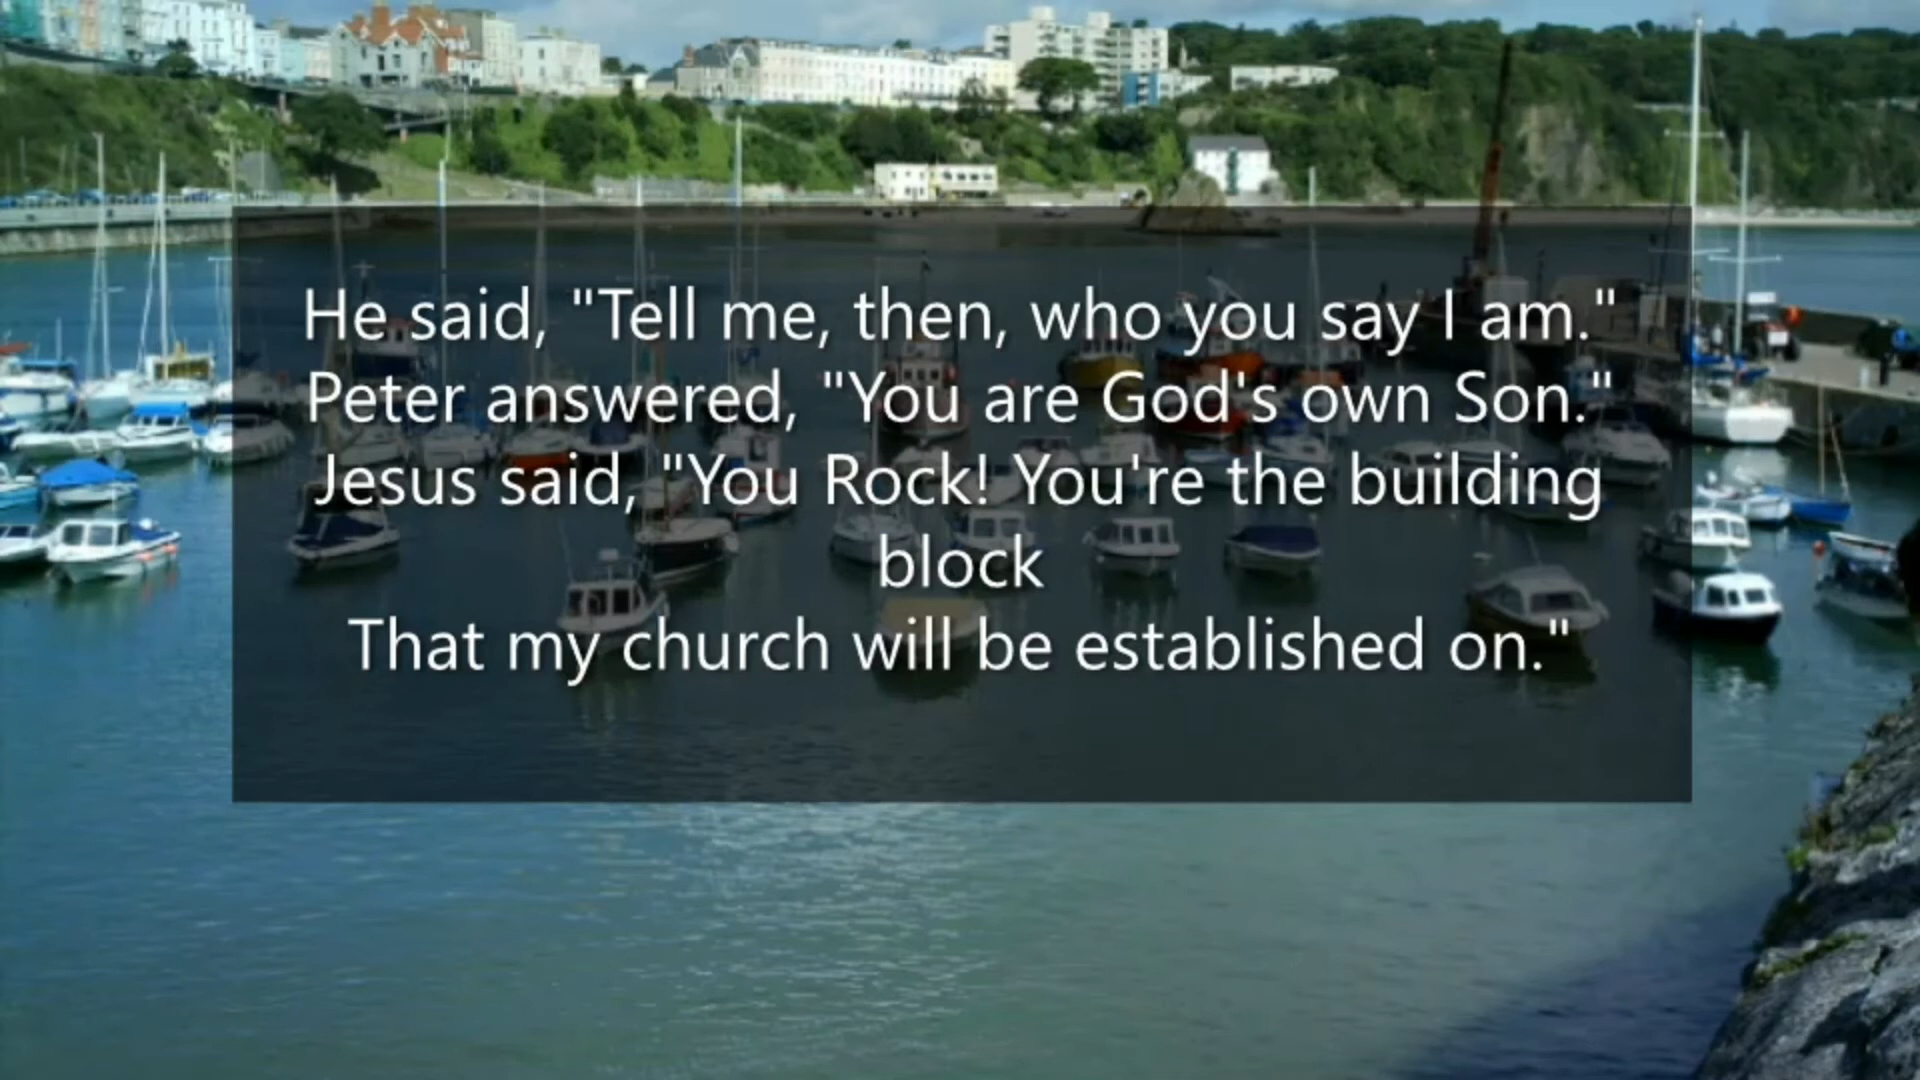 He said, "Tell me, then, who you say I am."
Peter answered, "You are God's own Son."
Jesus said, "You Rock! You're the building
block
That my church will be established on."